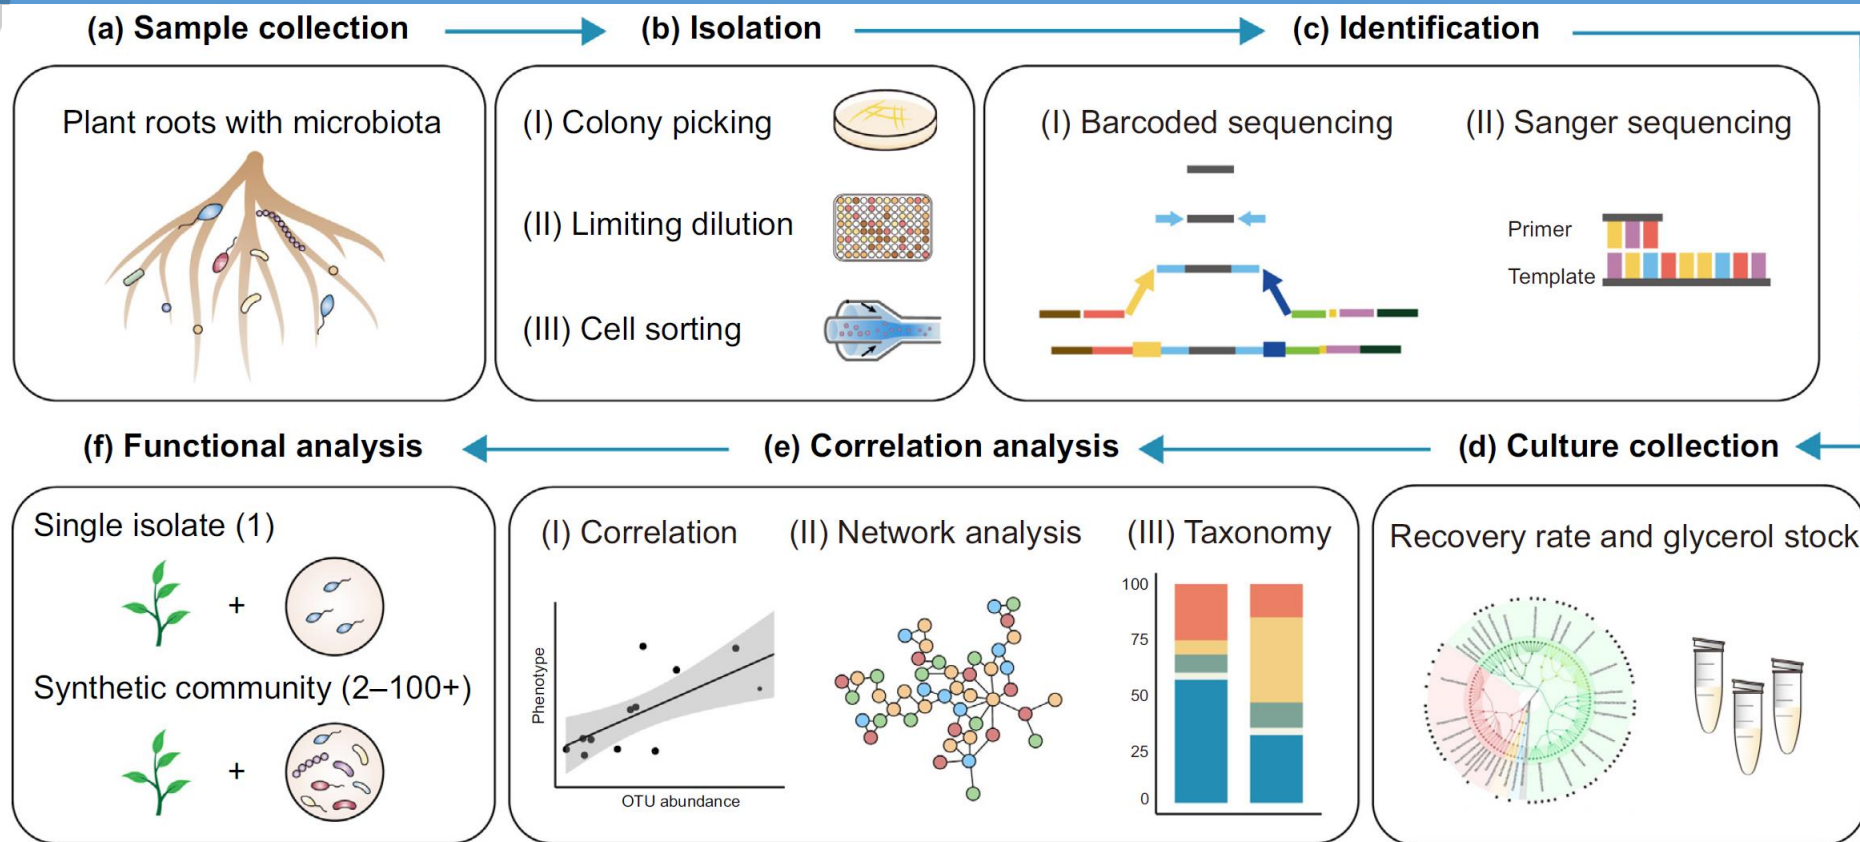 (a) Sample collection
(b) Isolation
(c) Identification
Plant roots with microbiota
(I) Colony picking
(II) Limiting dilution
(III) Cell sorting
(I) Barcoded sequencing
(II) Sanger sequencing
Primer
Template
(f) Functional analysis
(e) Correlation analysis
(d) Culture collection
Single isolate (1)
+
Synthetic community (2–100+)
+
(I) Correlation
Phenotype
OTU abundance
(II) Network analysis
(III) Taxonomy
100
75
50
25
0
Recovery rate and glycerol stock